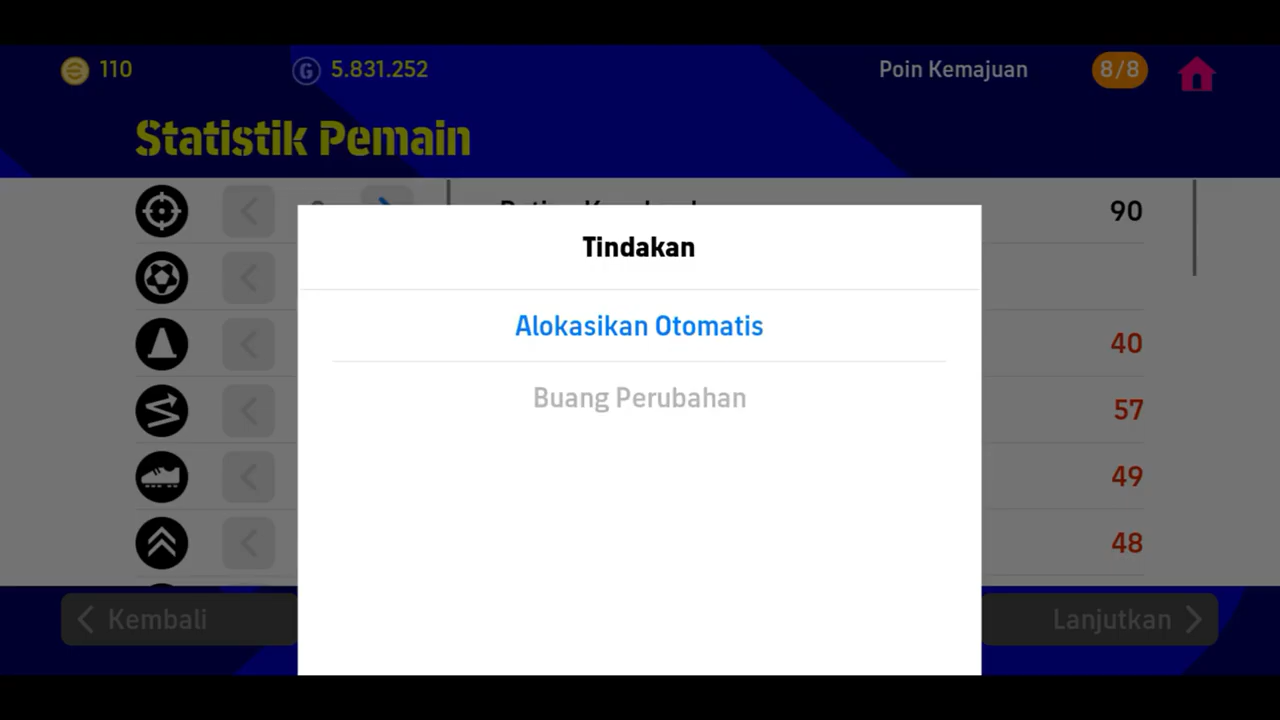 110
5.831.252
Poin Kemajuan
8/8
Statistik Pemain
90
Tindakan
Alokasikan Otomatis
40
Buang Perubahan
57
49
48
Kembali
Lanjutkan